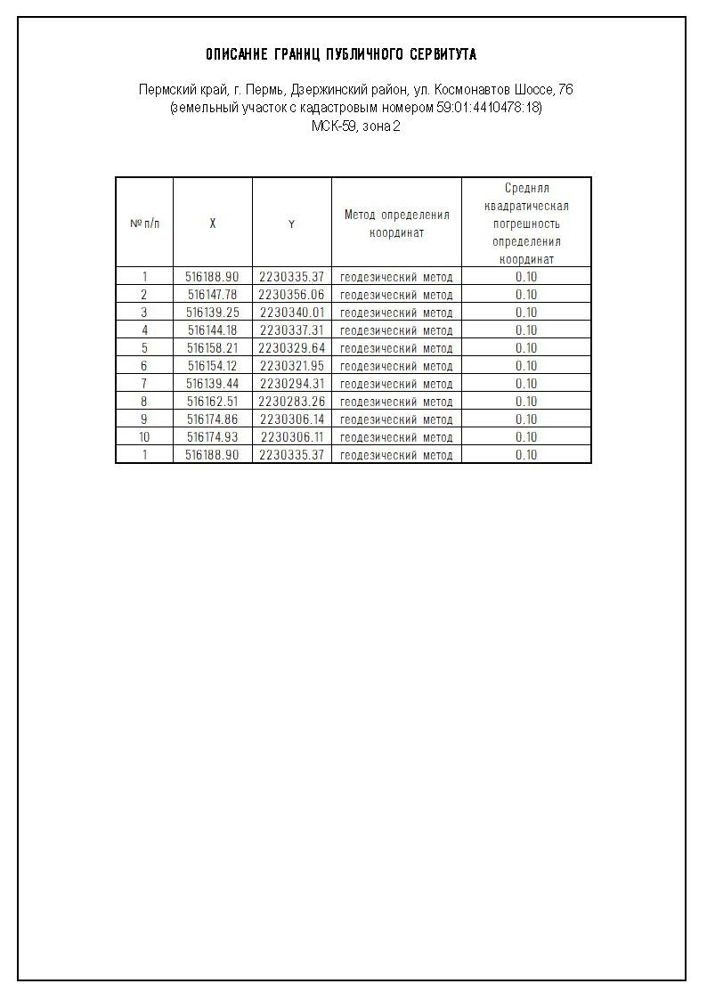 ОПИСАНИЕ ГРАНИЦ ПУБЛИЧНОГО СЕРВИТУТА
Пермский край, г. Пермь, Дзержинский район, ул. Космонавтов Шоссе, 76
(земельный участок с кадастровым номером 59:01:4410478:18)
МСК-59, зона 2
№ п/п X Y Метод определения координат Средняя квадратическая погрешность определения координат
1 516188.90 2230335.37 геодезический метод 0.10
2 516147.78 2230356.06 геодезический метод 0.10
3 516139.25 2230340.01 геодезический метод 0.10
4 516144.18 2230337.31 геодезический метод 0.10
5 516158.21 2230329.64 геодезический метод 0.10
6 516154.12 2230321.95 геодезический метод 0.10
7 516139.44 2230294.31 геодезический метод 0.10
8 516162.51 2230283.26 геодезический метод 0.10
9 516174.86 2230306.14 геодезический метод 0.10
10 516174.93 2230306.11 геодезический метод 0.10
1 516188.90 2230335.37 геодезический метод 0.10